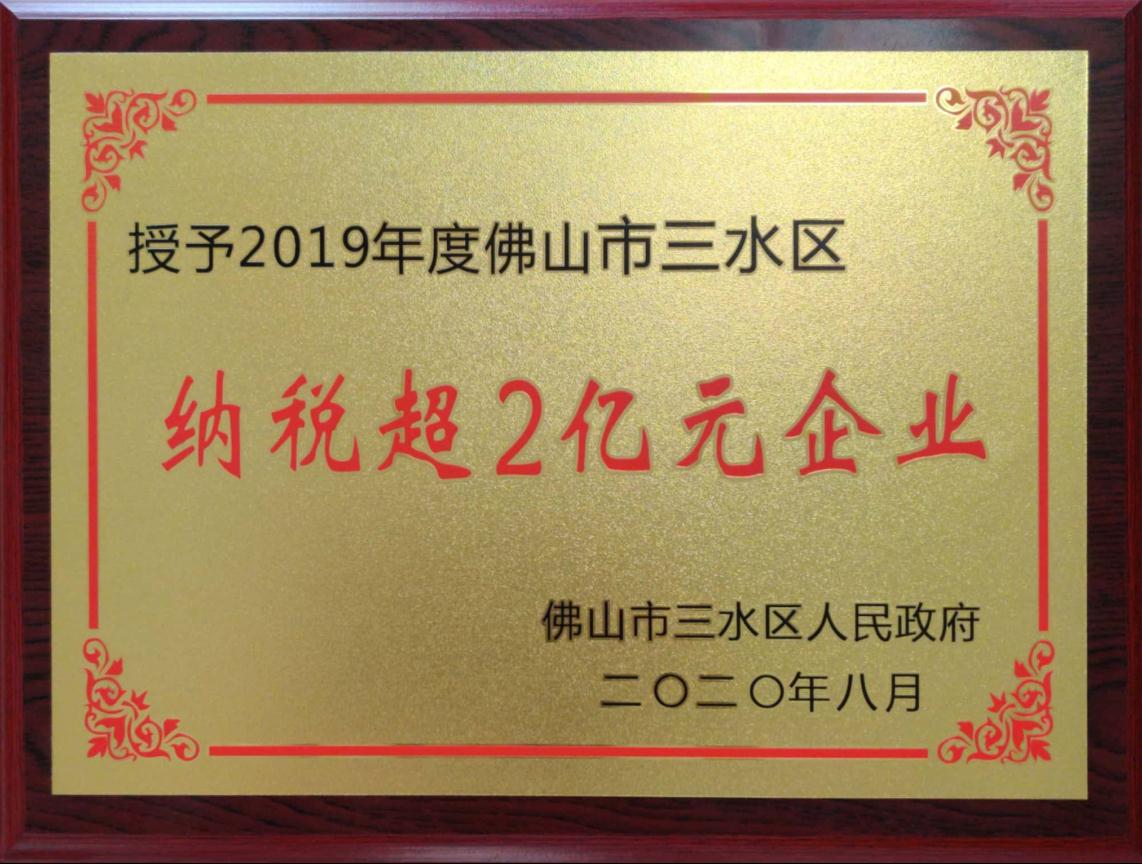 授予2019年度佛山市三水区
纳税超2亿元企业
佛山市三水区人民政府
二〇二〇年八月